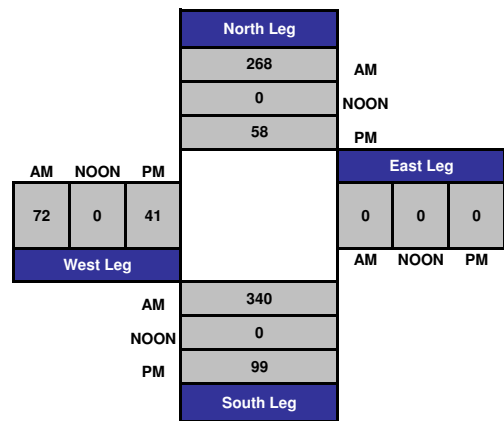 North Leg
268 AM
0 NOON
58 PM
AM NOON PM East Leg
72 0 41 0 0 0
West Leg AM NOON PM
AM 340
NOON 0
PM 99
South Leg